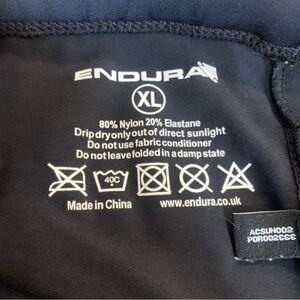 ENDURA
XL
80% Nylon 20% Elastane
Drip dry only out of direct sunlight
Do not use fabric conditioner
Do not leave folded in a damp state
40C
Made in China www.endura.co.uk
ACSUN002